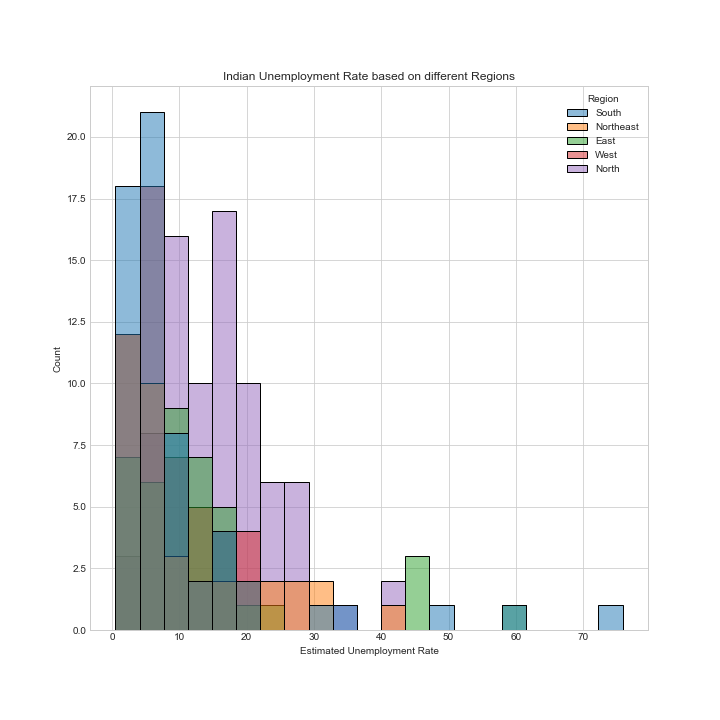 Indian Unemployment Rate based on different Regions
Region
South
Northeast
East
West
North
20.0
17.5
15.0
12.5
10.0
7.5
5.0
2.5
0.0
Count
0 10 20 30 40 50 60 70
Estimated Unemployment Rate